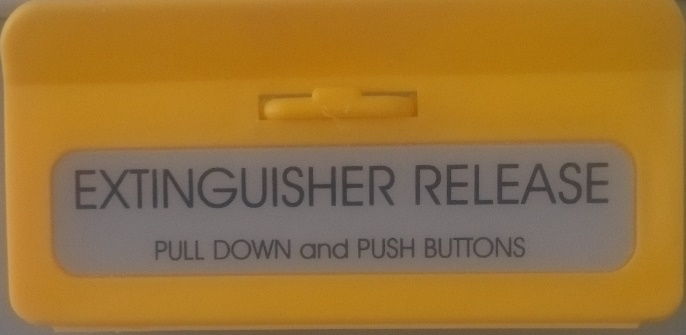 EXTINGUISHER RELEASE
PULL DOWN and PUSH BUTTONS